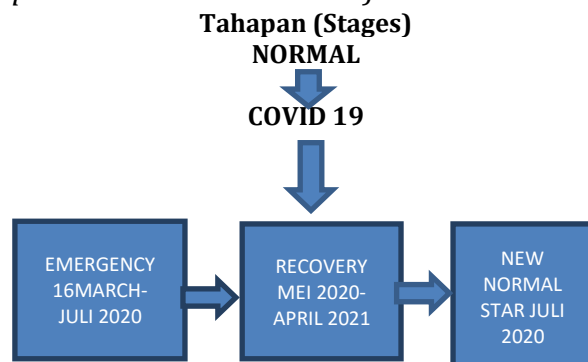 Tahapan (Stages)
NORMAL
COVID 19
EMERGENCY
16MARCH-
JULI 2020
RECOVERY
MEI 2020-
APRIL 2021
NEW
NORMAL
STAR JULI
2020